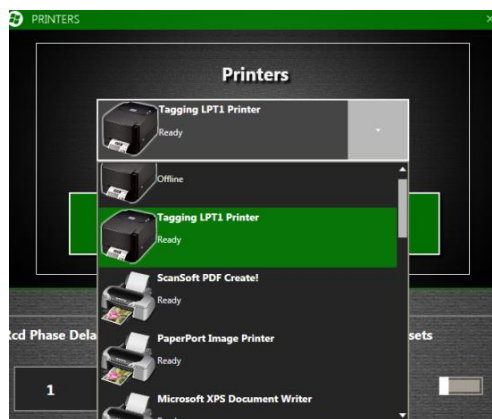 PRINTERS
Printers
Tagging LPT1 Printer
Ready
Offline
Tagging LPT1 Printer
Ready
ScanSoft PDF Create!
Ready
Rcd Phase Dela
sets
PaperPort Image Printer
Ready
1
Microsoft XPS Document Writer